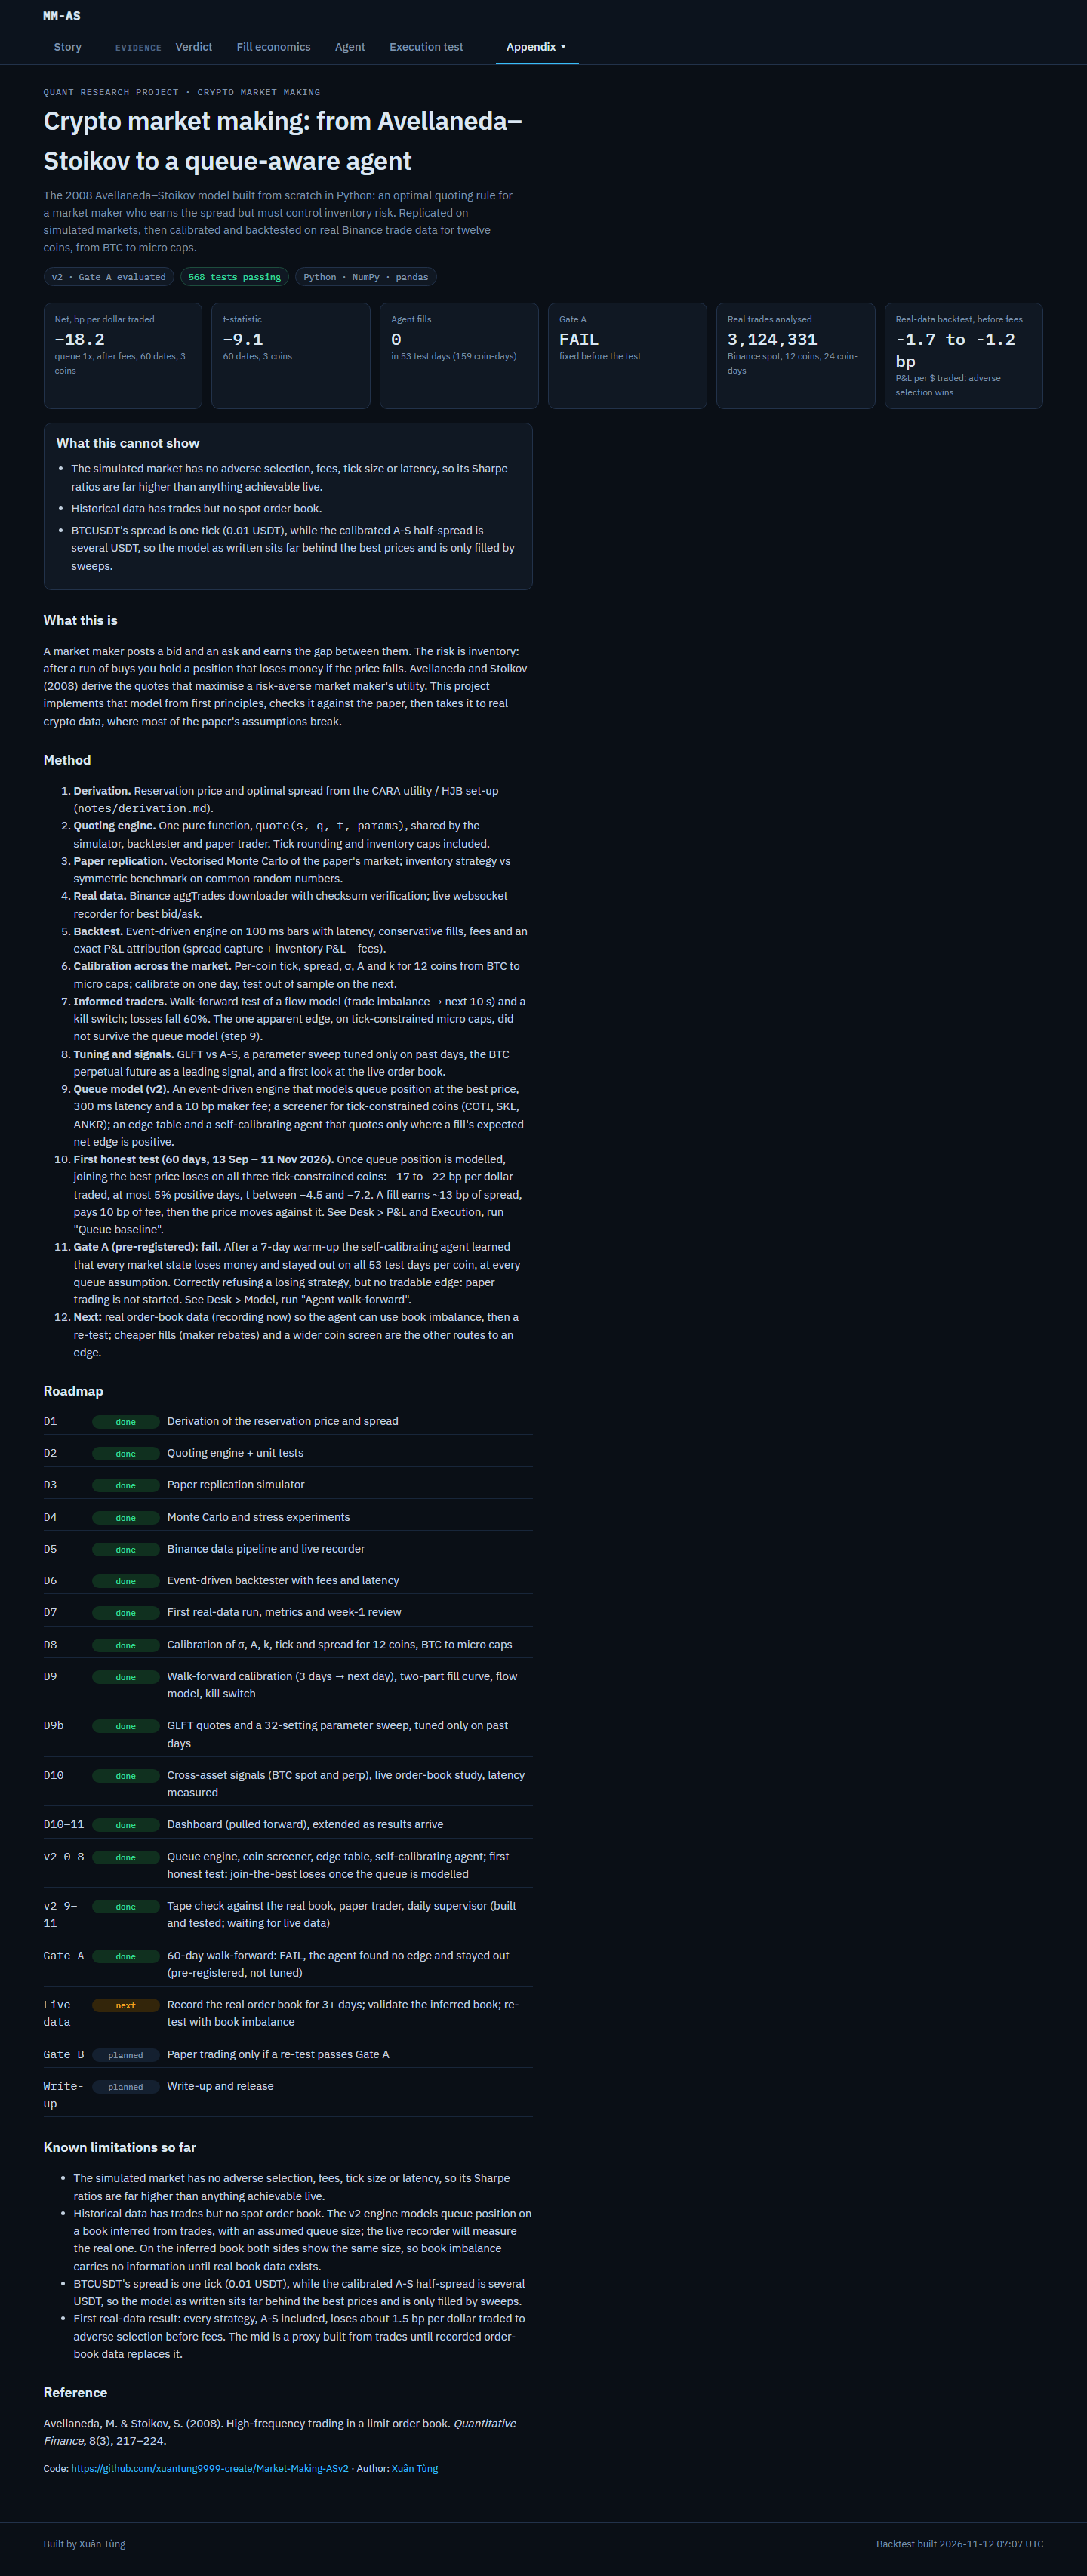 MM-AS
Story EVIDENCE Verdict Fill economics Agent Execution test Appendix ▾
QUANT RESEARCH PROJECT · CRYPTO MARKET MAKING
Crypto market making: from Avellaneda–
Stoikov to a queue-aware agent
The 2008 Avellaneda–Stoikov model built from scratch in Python: an optimal quoting rule for
a market maker who earns the spread but must control inventory risk. Replicated on
simulated markets, then calibrated and backtested on real Binance trade data for twelve
coins, from BTC to micro caps.
v2 · Gate A evaluated 568 tests passing Python · NumPy · pandas
Net, bp per dollar traded
−18.2
queue 1x, after fees, 60 dates, 3
coins
t-statistic
−9.1
60 dates, 3 coins
Agent fills
0
in 53 test days (159 coin-days)
Gate A
FAIL
fixed before the test
Real trades analysed
3,124,331
Binance spot, 12 coins, 24 coin-
days
Real-data backtest, before fees
-1.7 to -1.2
bp
P&L per $ traded: adverse
selection wins
What this cannot show
• The simulated market has no adverse selection, fees, tick size or latency, so its Sharpe
ratios are far higher than anything achievable live.
• Historical data has trades but no spot order book.
• BTCUSDT's spread is one tick (0.01 USDT), while the calibrated A-S half-spread is
several USDT, so the model as written sits far behind the best prices and is only filled by
sweeps.
What this is
A market maker posts a bid and an ask and earns the gap between them. The risk is inventory:
after a run of buys you hold a position that loses money if the price falls. Avellaneda and Stoikov
(2008) derive the quotes that maximise a risk-averse market maker's utility. This project
implements that model from first principles, checks it against the paper, then takes it to real
crypto data, where most of the paper's assumptions break.
Method
1. Derivation. Reservation price and optimal spread from the CARA utility / HJB set-up
(notes/derivation.md).
2. Quoting engine. One pure function, quote(s, q, t, params), shared by the
simulator, backtester and paper trader. Tick rounding and inventory caps included.
3. Paper replication. Vectorised Monte Carlo of the paper's market; inventory strategy vs
symmetric benchmark on common random numbers.
4. Real data. Binance aggTrades downloader with checksum verification; live websocket
recorder for best bid/ask.
5. Backtest. Event-driven engine on 100 ms bars with latency, conservative fills, fees and an
exact P&L attribution (spread capture + inventory P&L − fees).
6. Calibration across the market. Per-coin tick, spread, σ, A and k for 12 coins from BTC to
micro caps; calibrate on one day, test out of sample on the next.
7. Informed traders. Walk-forward test of a flow model (trade imbalance → next 10 s) and a
kill switch; losses fall 60%. The one apparent edge, on tick-constrained micro caps, did
not survive the queue model (step 9).
8. Tuning and signals. GLFT vs A-S, a parameter sweep tuned only on past days, the BTC
perpetual future as a leading signal, and a first look at the live order book.
9. Queue model (v2). An event-driven engine that models queue position at the best price,
300 ms latency and a 10 bp maker fee; a screener for tick-constrained coins (COTI, SKL,
ANKR); an edge table and a self-calibrating agent that quotes only where a fill's expected
net edge is positive.
10. First honest test (60 days, 13 Sep – 11 Nov 2026). Once queue position is modelled,
joining the best price loses on all three tick-constrained coins: −17 to −22 bp per dollar
traded, at most 5% positive days, t between −4.5 and −7.2. A fill earns ~13 bp of spread,
pays 10 bp of fee, then the price moves against it. See Desk > P&L and Execution, run
"Queue baseline".
11. Gate A (pre-registered): fail. After a 7-day warm-up the self-calibrating agent learned
that every market state loses money and stayed out on all 53 test days per coin, at every
queue assumption. Correctly refusing a losing strategy, but no tradable edge: paper
trading is not started. See Desk > Model, run "Agent walk-forward".
12. Next: real order-book data (recording now) so the agent can use book imbalance, then a
re-test; cheaper fills (maker rebates) and a wider coin screen are the other routes to an
edge.
Roadmap
D1 done Derivation of the reservation price and spread
D2 done Quoting engine + unit tests
D3 done Paper replication simulator
D4 done Monte Carlo and stress experiments
D5 done Binance data pipeline and live recorder
D6 done Event-driven backtester with fees and latency
D7 done First real-data run, metrics and week-1 review
D8 done Calibration of σ, A, k, tick and spread for 12 coins, BTC to micro caps
D9 done Walk-forward calibration (3 days → next day), two-part fill curve, flow
model, kill switch
D9b done GLFT quotes and a 32-setting parameter sweep, tuned only on past
days
D10 done Cross-asset signals (BTC spot and perp), live order-book study, latency
measured
D10–11 done Dashboard (pulled forward), extended as results arrive
v2 0–8 done Queue engine, coin screener, edge table, self-calibrating agent; first
honest test: join-the-best loses once the queue is modelled
v2 9–
11
done Tape check against the real book, paper trader, daily supervisor (built
and tested; waiting for live data)
Gate A done 60-day walk-forward: FAIL, the agent found no edge and stayed out
(pre-registered, not tuned)
Live
data
next Record the real order book for 3+ days; validate the inferred book; re-
test with book imbalance
Gate B planned Paper trading only if a re-test passes Gate A
Write-
up
planned Write-up and release
Known limitations so far
• The simulated market has no adverse selection, fees, tick size or latency, so its Sharpe
ratios are far higher than anything achievable live.
• Historical data has trades but no spot order book. The v2 engine models queue position on
a book inferred from trades, with an assumed queue size; the live recorder will measure
the real one. On the inferred book both sides show the same size, so book imbalance
carries no information until real book data exists.
• BTCUSDT's spread is one tick (0.01 USDT), while the calibrated A-S half-spread is several
USDT, so the model as written sits far behind the best prices and is only filled by sweeps.
• First real-data result: every strategy, A-S included, loses about 1.5 bp per dollar traded to
adverse selection before fees. The mid is a proxy built from trades until recorded order-
book data replaces it.
Reference
Avellaneda, M. & Stoikov, S. (2008). High-frequency trading in a limit order book. Quantitative
Finance, 8(3), 217–224.
Code: https://github.com/xuantung9999-create/Market-Making-ASv2 · Author: Xuân Tùng
Built by Xuân Tùng
Backtest built 2026-11-12 07:07 UTC